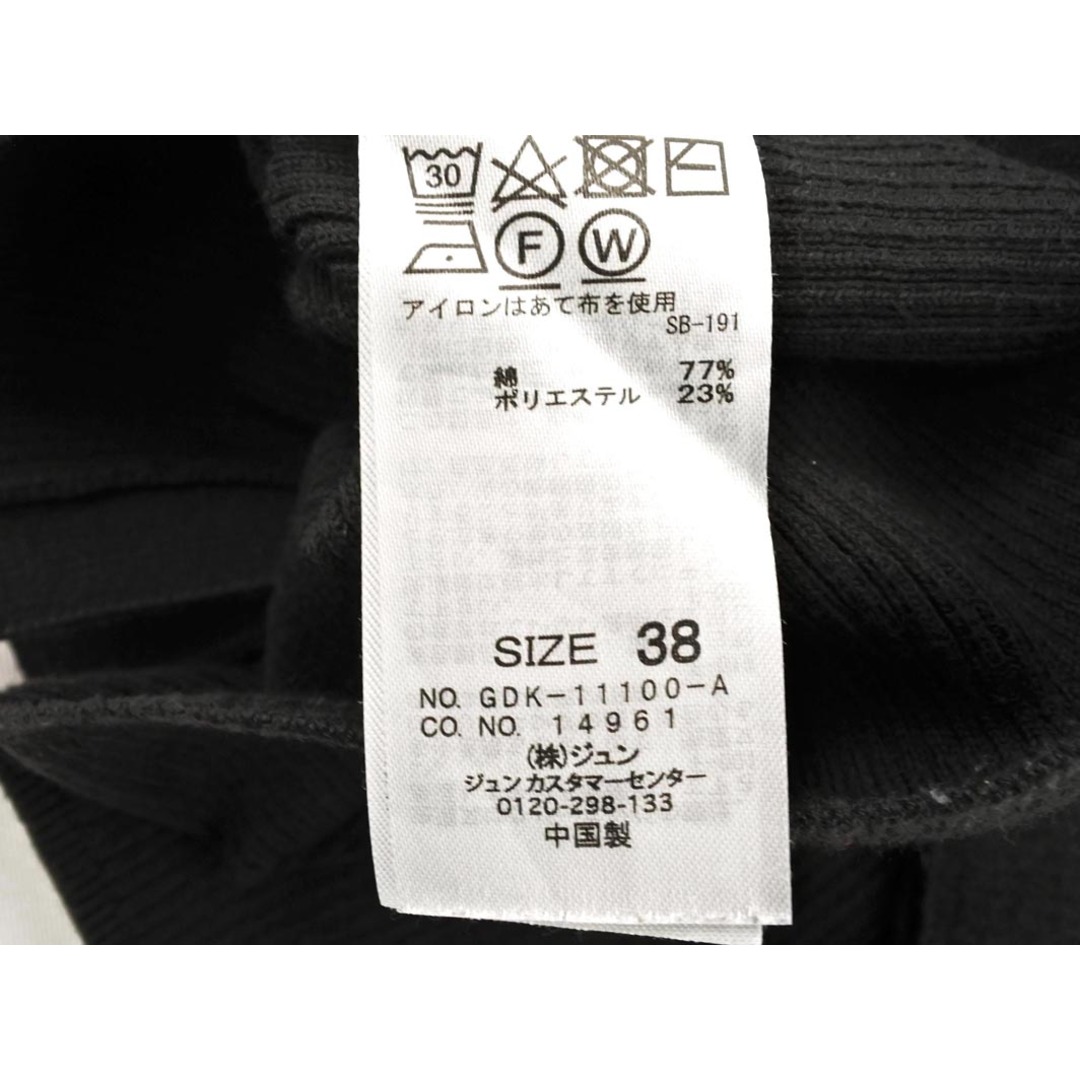 30
F W
アイロンはあて布を使用
SB-191
綿 77%
ポリエステル 23%
SIZE 38
NO. GDK-11100-A
CO. NO. 14961
(株)ジュン
ジュンカスタマーセンター
0120-298-133
中国製